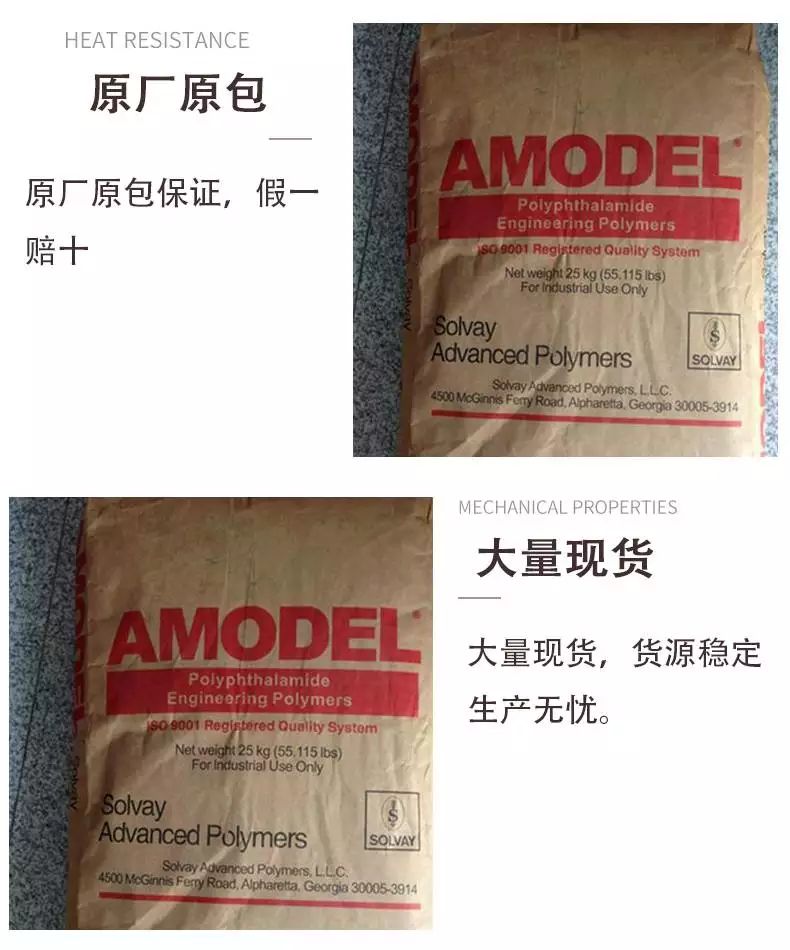 HEAT RESISTANCE
原厂原包
原厂原包保证，假一
赔十
AMODEL®
Polyphthalamide
Engineering Polymers
ISO 9001 Registered Quality System
Net weight 25 kg (55.115 lbs)
For Industrial Use Only
Solvay
Advanced Polymers
SOLVAY
Solvay Advanced Polymers, L.L.C.
4500 McGinnis Ferry Road, Alpharetta, Georgia 30005-3914
Solvay
MECHANICAL PROPERTIES
大量现货
大量现货，货源稳定
生产无忧。
AMODEL®
Polyphthalamide
Engineering Polymers
ISO 9001 Registered Quality System
Net weight 25 kg (55.115 lbs)
For Industrial Use Only
Solvay
Advanced Polymers
SOLVAY
Solvay Advanced Polymers, L.L.C.
4500 McGinnis Ferry Road, Alpharetta, Georgia 30005-3914
Solvay